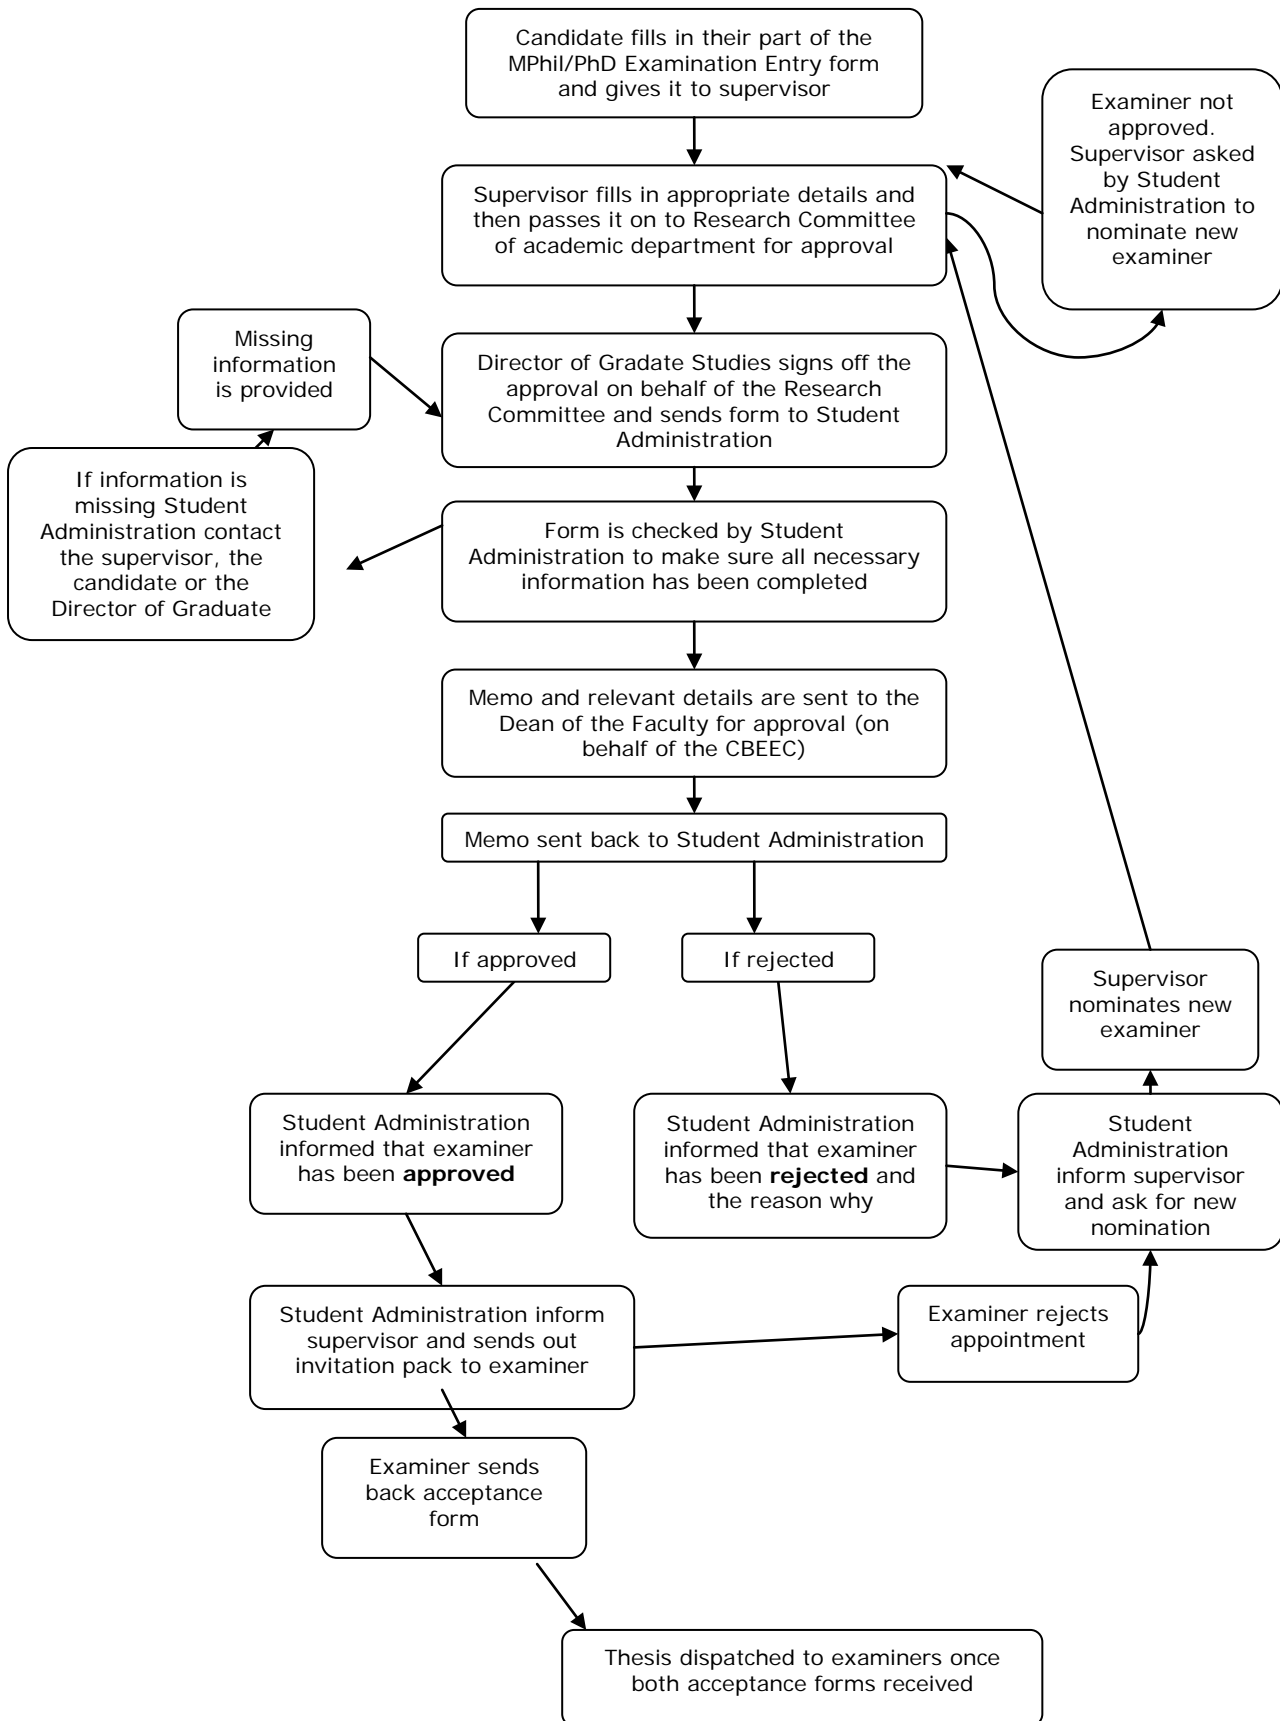 Candidate fills in their part of the
MPhil/PhD Examination Entry form
and gives it to supervisor
Examiner not
approved.
Supervisor asked
by Student
Administration to
nominate new
examiner
Supervisor fills in appropriate details and
then passes it on to Research Committee
of academic department for approval
Missing
information
is provided
Director of Gradate Studies signs off the
approval on behalf of the Research
Committee and sends form to Student
Administration
If information is
missing Student
Administration contact
the supervisor, the
candidate or the
Director of Graduate
Form is checked by Student
Administration to make sure all necessary
information has been completed
Memo and relevant details are sent to the
Dean of the Faculty for approval (on
behalf of the CBEEC)
Memo sent back to Student Administration
If approved
If rejected
Supervisor
nominates new
examiner
Student Administration
informed that examiner
has been approved
Student Administration
informed that examiner
has been rejected and
the reason why
Student
Administration
inform supervisor
and ask for new
nomination
Student Administration inform
supervisor and sends out
invitation pack to examiner
Examiner rejects
appointment
Examiner sends
back acceptance
form
Thesis dispatched to examiners once
both acceptance forms received